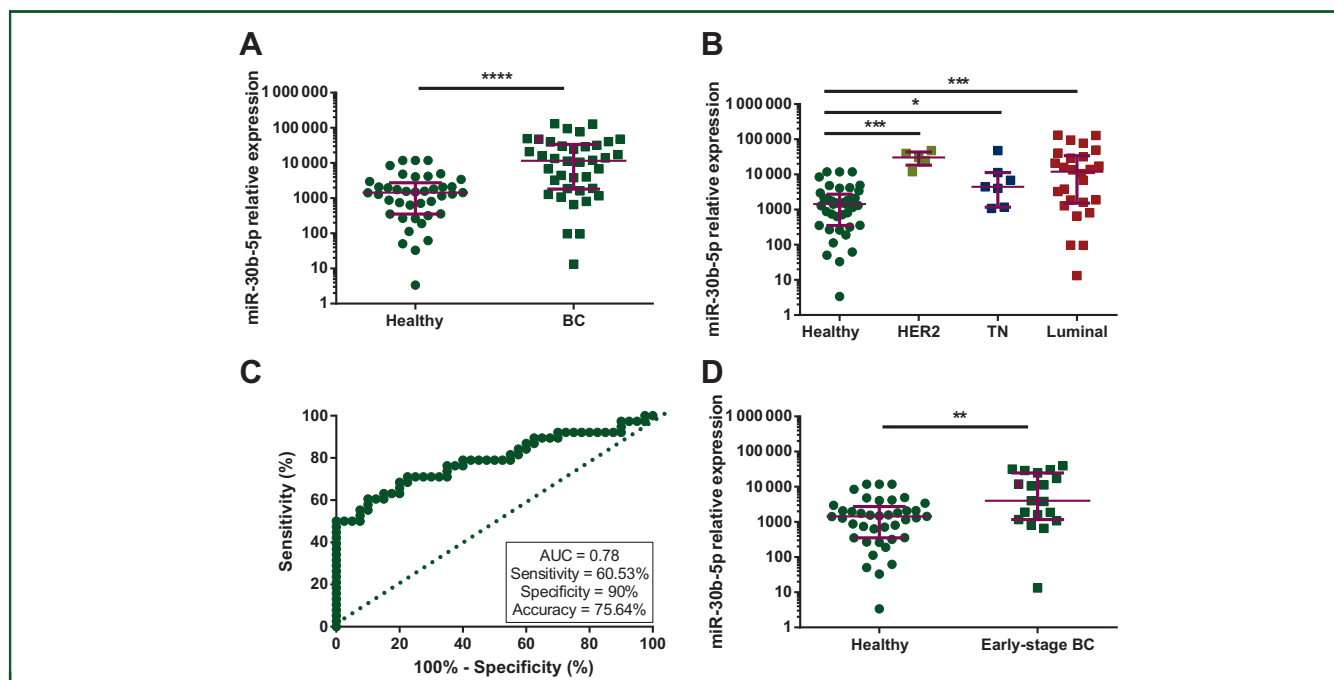 A
miR-30b-5p relative expression
1 000 000
100 000
10 000
1000
100
10
1
****
Healthy
BC
B
miR-30b-5p relative expression
1 000 000
100 000
10 000
1000
100
10
1
***
*
***
Healthy
HER2
TN
Luminal
C
Sensitivity (%)
100
80
60
40
20
0
0
20
40
60
80
100
100% - Specificity (%)
AUC = 0.78
Sensitivity = 60.53%
Specificity = 90%
Accuracy = 75.64%
D
miR-30b-5p relative expression
1 000 000
100 000
10 000
1000
100
10
1
**
Healthy
Early-stage BC